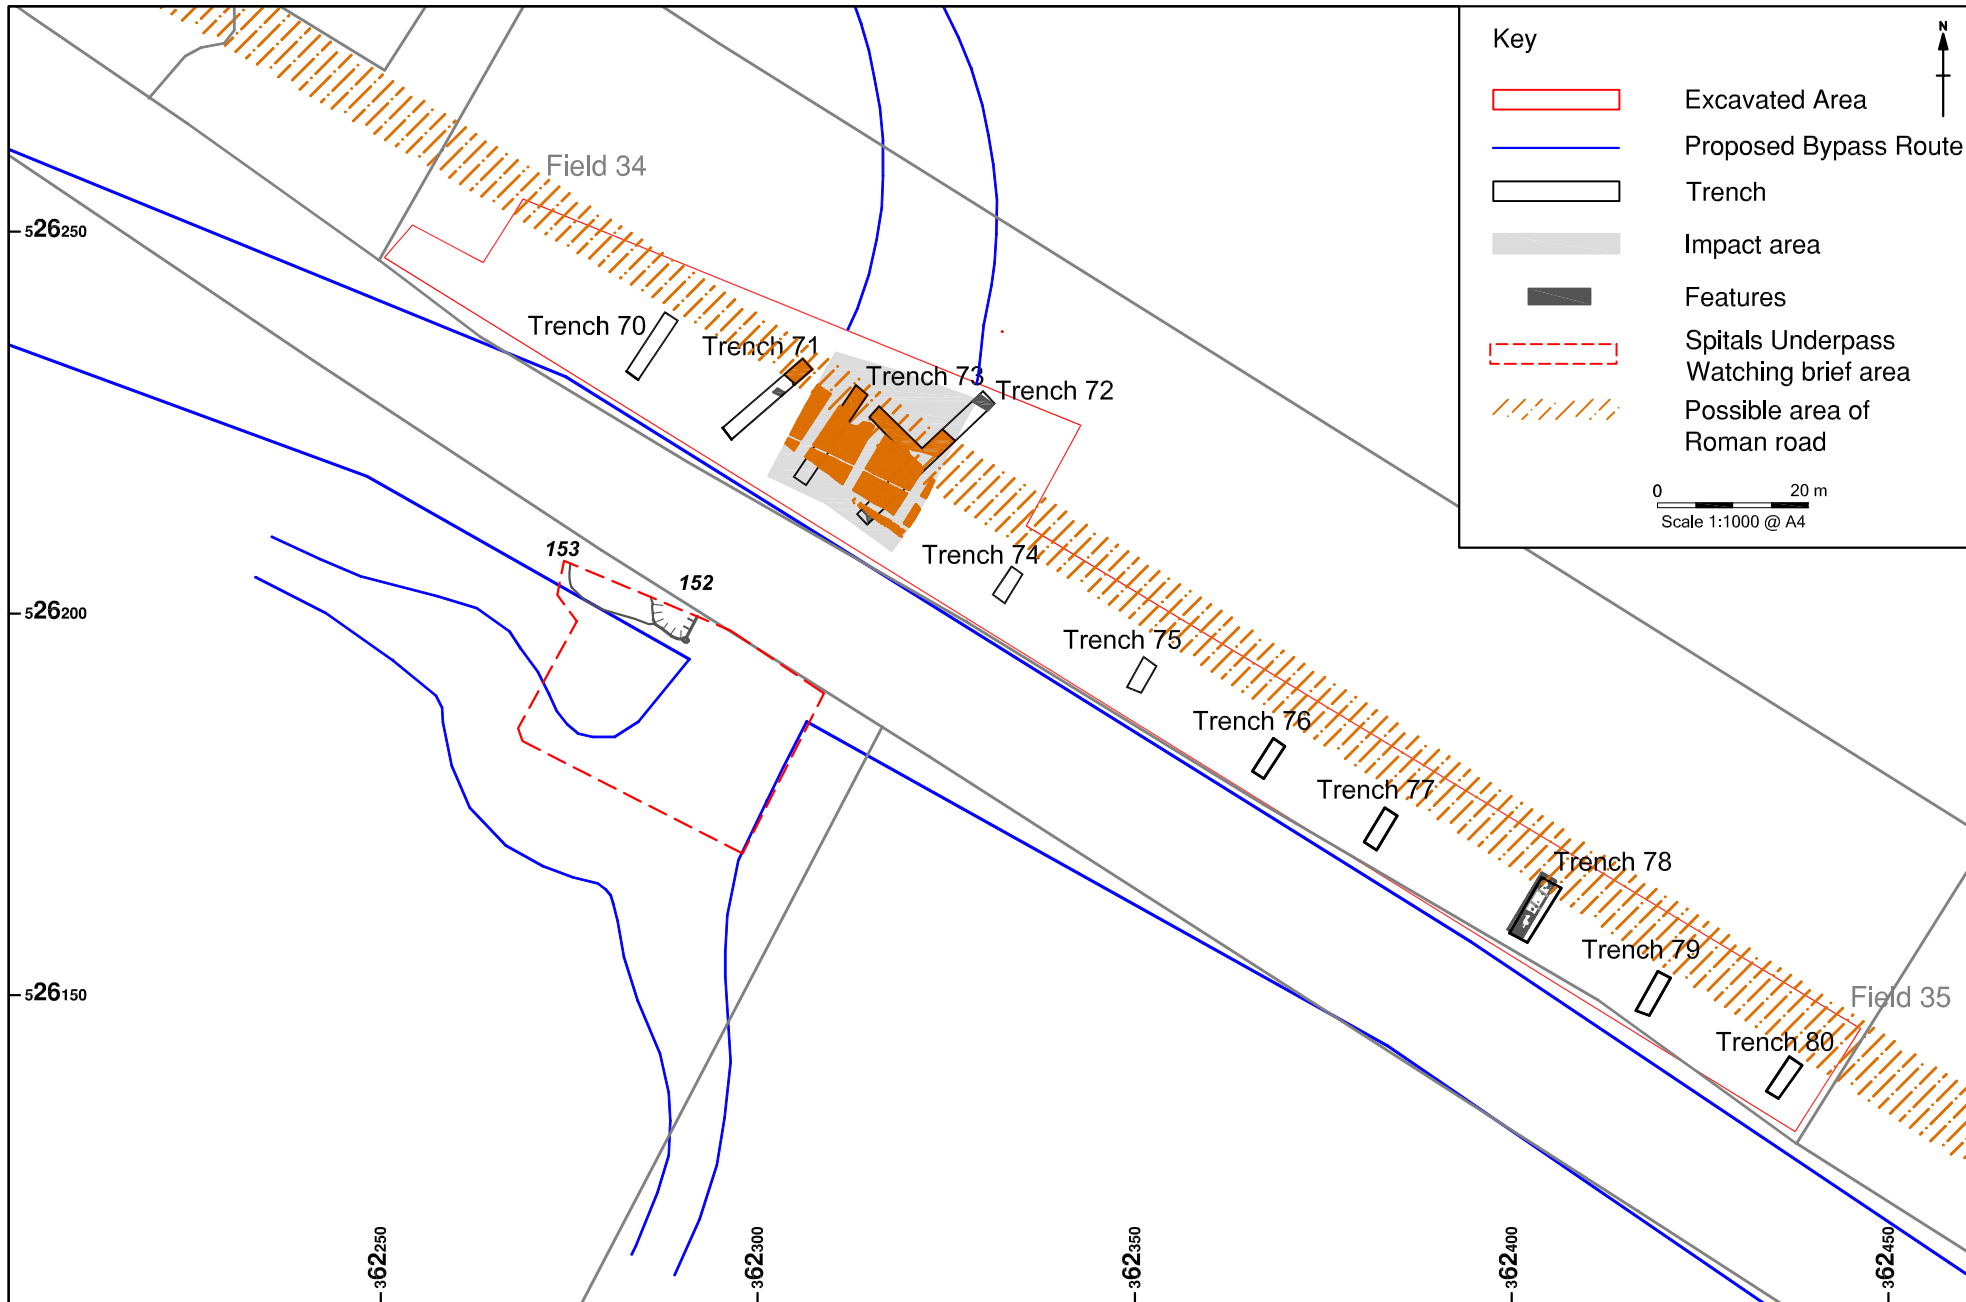 Key
N
Excavated Area
Proposed Bypass Route
Trench
Impact area
Features
Spitals Underpass
Watching brief area
Possible area of
Roman road
0 20 m
Scale 1:1000 @ A4
Field 34
526250
Trench 70
Trench 71
Trench 73
Trench 72
Trench 74
153
152
526200
Trench 75
Trench 76
Trench 77
Trench 78
Trench 79
526150
Field 35
Trench 80
362250
362300
362350
362400
362450